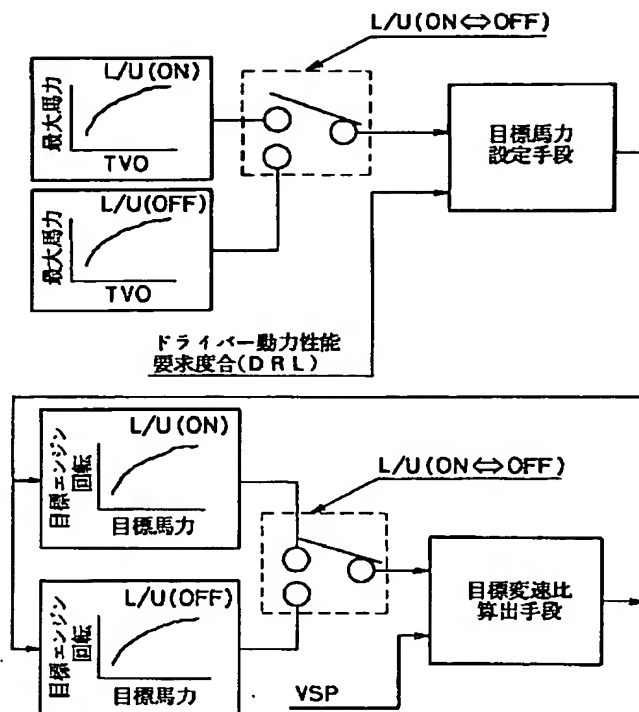 L/U(ON⇔OFF)
L/U(ON)
最大馬力
TVO
L/U(OFF)
最大馬力
TVO
目標馬力
設定手段
ドライバー動力性能
要求度合(DRL)
L/U(ON)
目標エンジン
回転
目標馬力
L/U(ON⇔OFF)
L/U(OFF)
目標エンジン
回転
目標馬力
目標変速比
算出手段
VSP